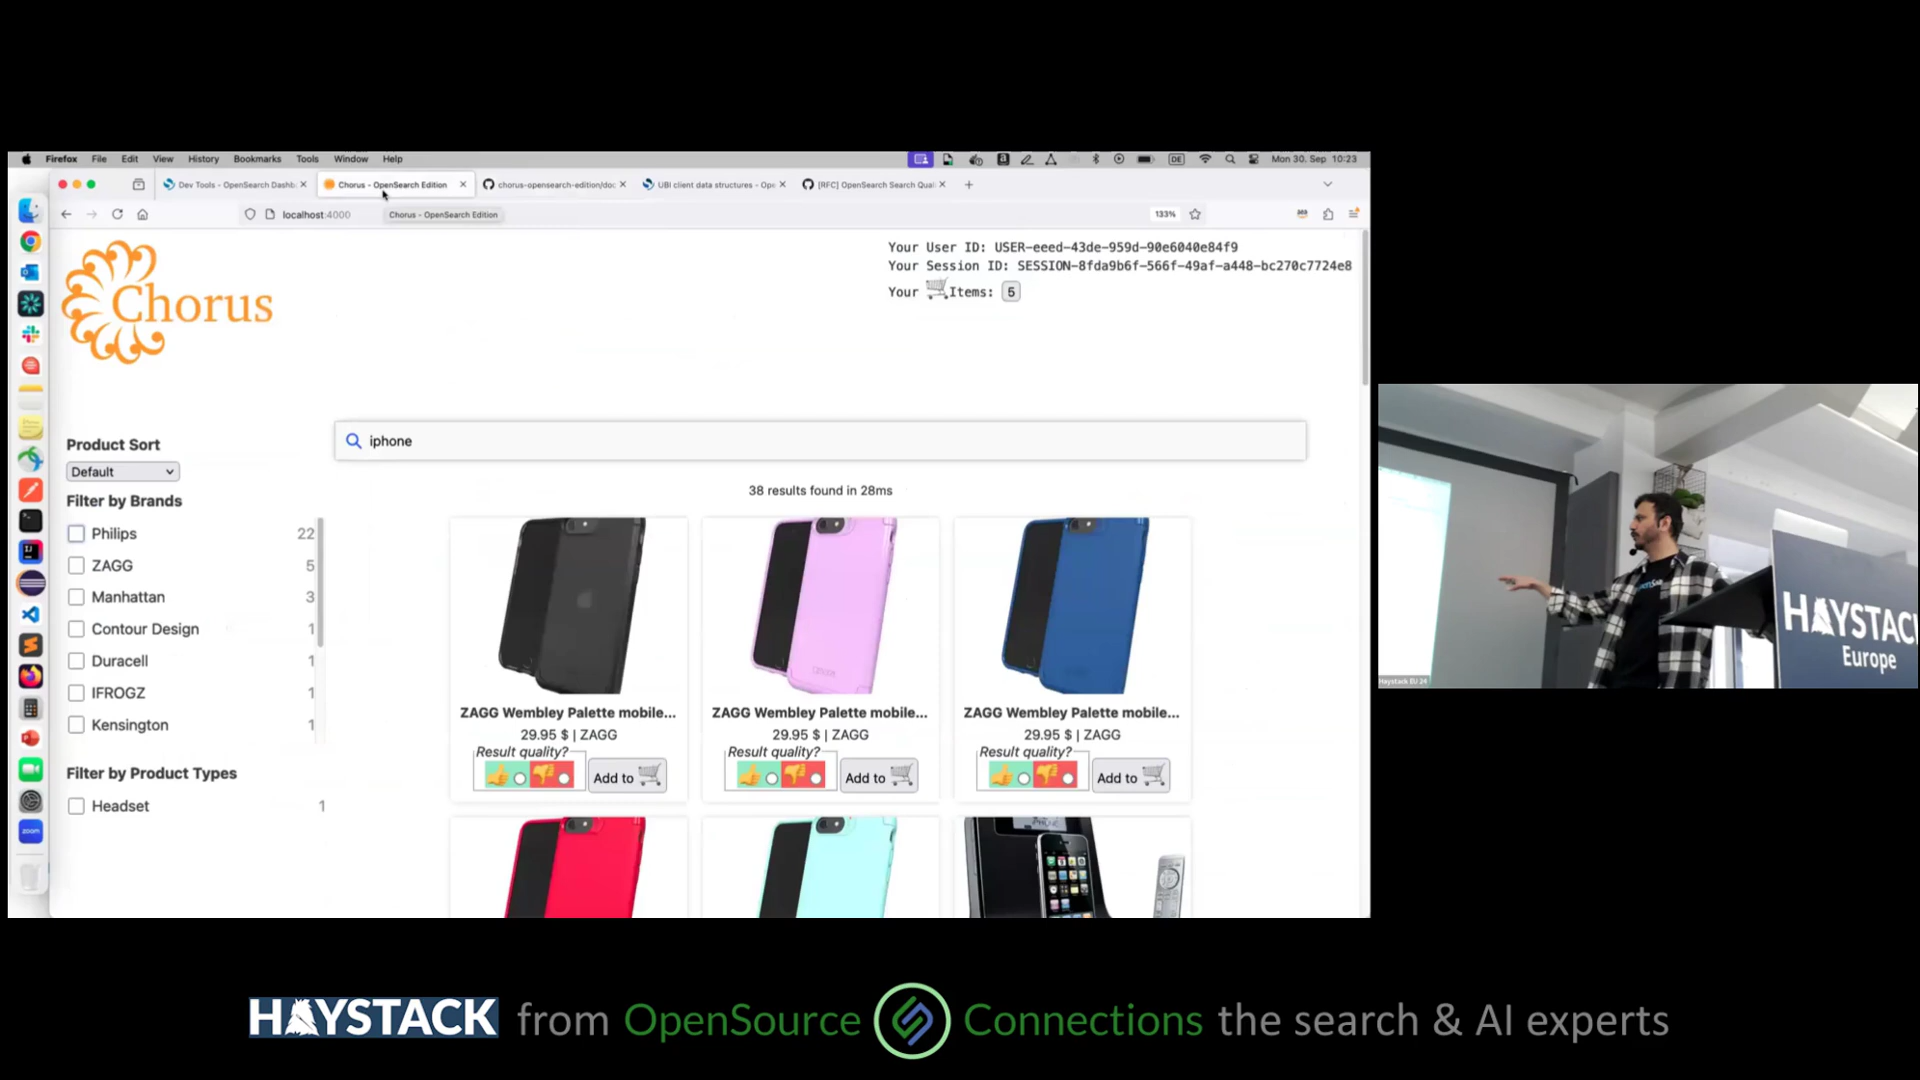 Firefox File Edit View History Bookmarks Tools Window Help
DE Mon 30. Sep 10:23
Dev Tools - OpenSearch Dashb
Chorus - OpenSearch Edition
chorus-opensearch-edition/doc
UBI client data structures - Ope
[RFC] OpenSearch Search Qual
localhost:4000
Chorus - OpenSearch Edition
133%
Chorus
Your User ID: USER-eeed-43de-959d-90e6040e84f9
Your Session ID: SESSION-8fda9b6f-566f-49af-a448-bc270c7724e8
Your Items: 5
iphone
38 results found in 28ms
Product Sort
Default
Filter by Brands
Philips 22
ZAGG 5
Manhattan 3
Contour Design 1
Duracell 1
IFROGZ 1
Kensington 1
Filter by Product Types
Headset 1
ZAGG Wembley Palette mobile...
29.95 $ | ZAGG
Result quality?
Add to
ZAGG Wembley Palette mobile...
29.95 $ | ZAGG
Result quality?
Add to
ZAGG Wembley Palette mobile...
29.95 $ | ZAGG
Result quality?
Add to
zoom
HAYSTACK
Europe
Haystack EU 24
HAYSTACK from OpenSource Connections the search & AI experts